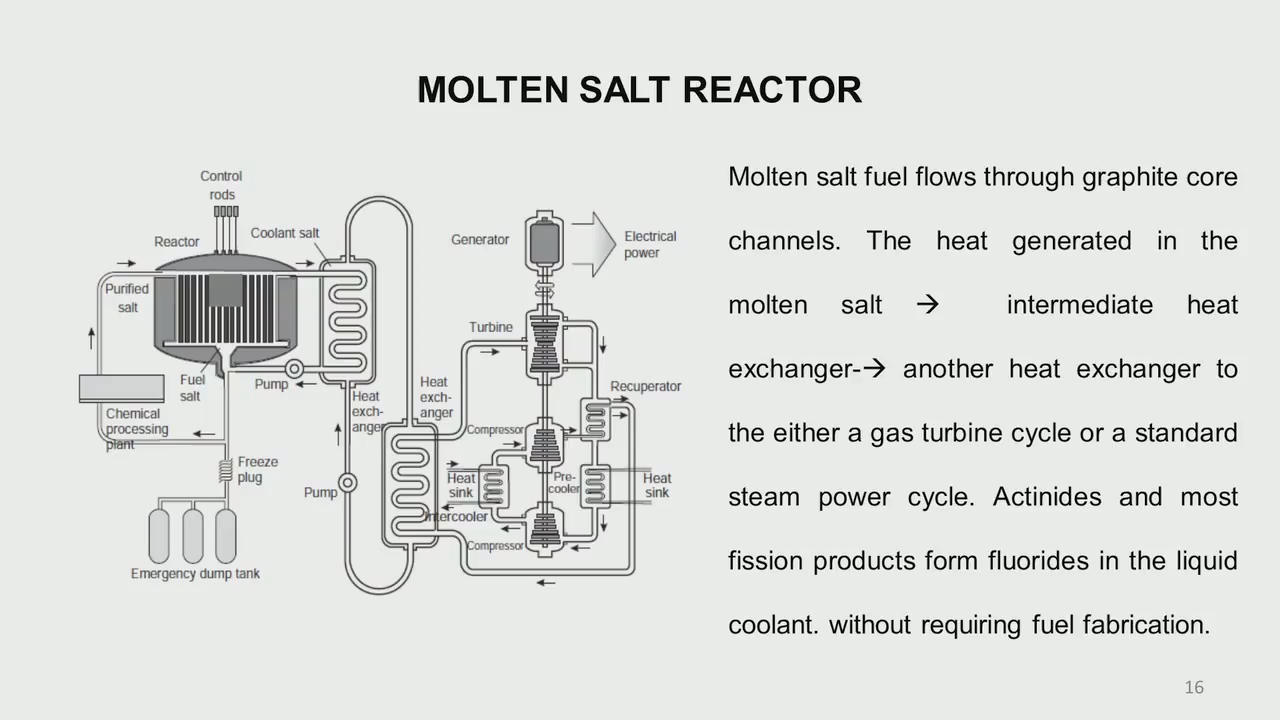 MOLTEN SALT REACTOR
Control
rods
Reactor
Coolant salt
Purified
salt
Fuel
salt
Pump
Chemical
processing
plant
Freeze
plug
Emergency dump tank
Heat
exch-
anger
Pump
Heat
exch-
anger
Generator
Electrical
power
Turbine
Recuperator
Compressor
Heat
sink
Pre-
cooler
Heat
sink
Intercooler
Compressor
Molten salt fuel flows through graphite core
channels. The heat generated in the
molten salt → intermediate heat
exchanger-→ another heat exchanger to
the either a gas turbine cycle or a standard
steam power cycle. Actinides and most
fission products form fluorides in the liquid
coolant. without requiring fuel fabrication.
16